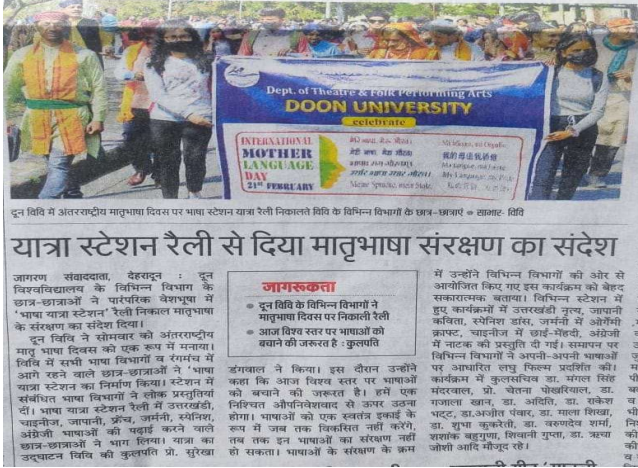 Dept. of Theatre & Folk Performing Arts
DOON UNIVERSITY
celebrate
INTERNATIONAL
MOTHER
LANGUAGE
DAY
21ST FEBRUARY
मेरी भाषा, मेरा गौरव।
दून विवि में अंतरराष्ट्रीय मातृभाषा दिवस पर भाषा स्टेशन यात्रा रैली निकालते विवि के विभिन्न विभागों के छात्र-छात्राएं ● साभार- विवि
यात्रा स्टेशन रैली से दिया मातृभाषा संरक्षण का संदेश
जागरण संवाददाता, देहरादून : दून
विश्वविद्यालय के विभिन्न विभाग के
छात्र-छात्राओं ने पारंपरिक वेशभूषा में
'भाषा यात्रा स्टेशन' रैली निकाल मातृभाषा
के संरक्षण का संदेश दिया।
दून विवि ने सोमवार को अंतरराष्ट्रीय
मातृ भाषा दिवस को एक रूप में मनाया।
विवि में सभी भाषा विभागों व रंगमंच में
आगे रहने वाले छात्र-छात्राओं ने 'भाषा
यात्रा स्टेशन का निर्माण किया। स्टेशन में
संबंधित भाषा विभागों ने लोक प्रस्तुतियां
दीं। भाषा यात्रा स्टेशन रैली में उत्तरखंडी,
चाइनीज, जापानी, फ्रेंच, जर्मनी, स्पेनिश,
अंग्रेजी भाषाओं की पढ़ाई करने वाले
छात्र-छात्राओं ने भाग लिया। यात्रा का
उद्घाटन विवि की कुलपति प्रो. सुरेखा
जागरूकता
● दून विवि के विभिन्न विभागों ने
मातृभाषा दिवस पर निकाली रैली
● आज विश्व स्तर पर भाषाओं को
बचाने की जरूरत है : कुलपति
डंगवाल ने किया। इस दौरान उन्होंने
कहा कि आज विश्व स्तर पर भाषाओं
को बचाने की जरूरत है। हमें एक
निश्चित औपनिवेशवाद से ऊपर उठना
होगा। भाषाओं को एक स्वतंत्र इकाई के
रूप में जब तक विकसित नहीं करेंगे,
तब तक इन भाषाओं का संरक्षण नहीं
हो सकता। भाषाओं के संरक्षण के क्रम
में उन्होंने विभिन्न विभागों की ओर से
आयोजित किए गए इस कार्यक्रम को बेहद
सकारात्मक बताया। विभिन्न स्टेशन में
हुए कार्यक्रमों में उत्तरखंडी नृत्य, जापानी
कविता, स्पेनिश डांस, जर्मनी में ओरेगैमी
क्राफ्ट, चाइनीज में छाई-मेंहदी, अंग्रेजी
में नाटक की प्रस्तुति दी गई। समापन पर
विभिन्न विभागों ने अपनी-अपनी भाषाओं
पर आधारित लघु फिल्म प्रदर्शित की।
कार्यक्रम में कुलसचिव डा. मंगल सिंह
मंदरवाल, प्रो. चेतना पोखरियाल, डा.
गजाला खान, डा. अदिति, डा. राकेश
भट्ट, डा.अजीत पंवार, डा. माला शिखा,
डा. शुभा कुकरेती, डा. वरुणदेव शर्मा,
शशांक बहुगुणा, शिवानी गुप्ता, डा. ऋचा
जोशी आदि मौजूद रहे।